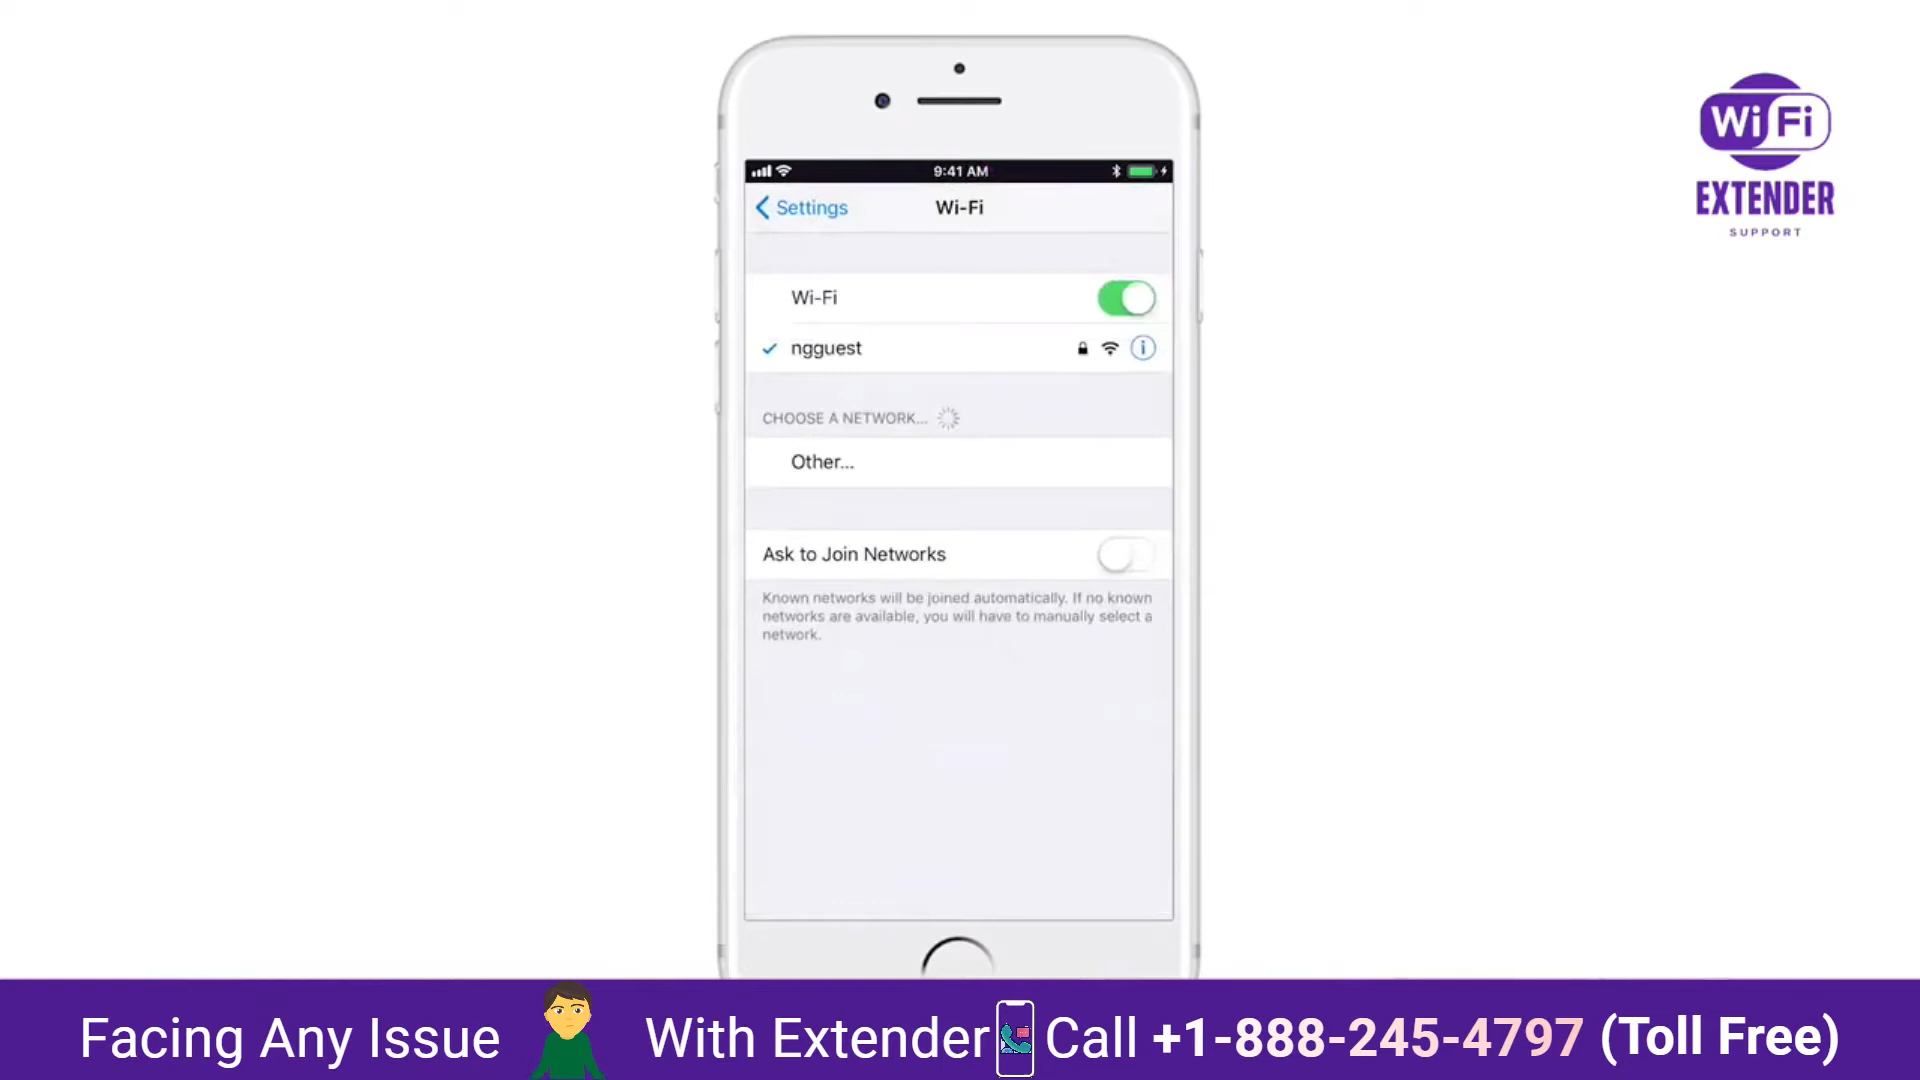 9:41 AM
Settings
Wi-Fi
Wi-Fi
ngguest
CHOOSE A NETWORK...
Other...
Ask to Join Networks
Known networks will be joined automatically. If no known
networks are available, you will have to manually select a
network.
Wi Fi
EXTENDER
SUPPORT
Facing Any Issue With Extender Call +1-888-245-4797 (Toll Free)